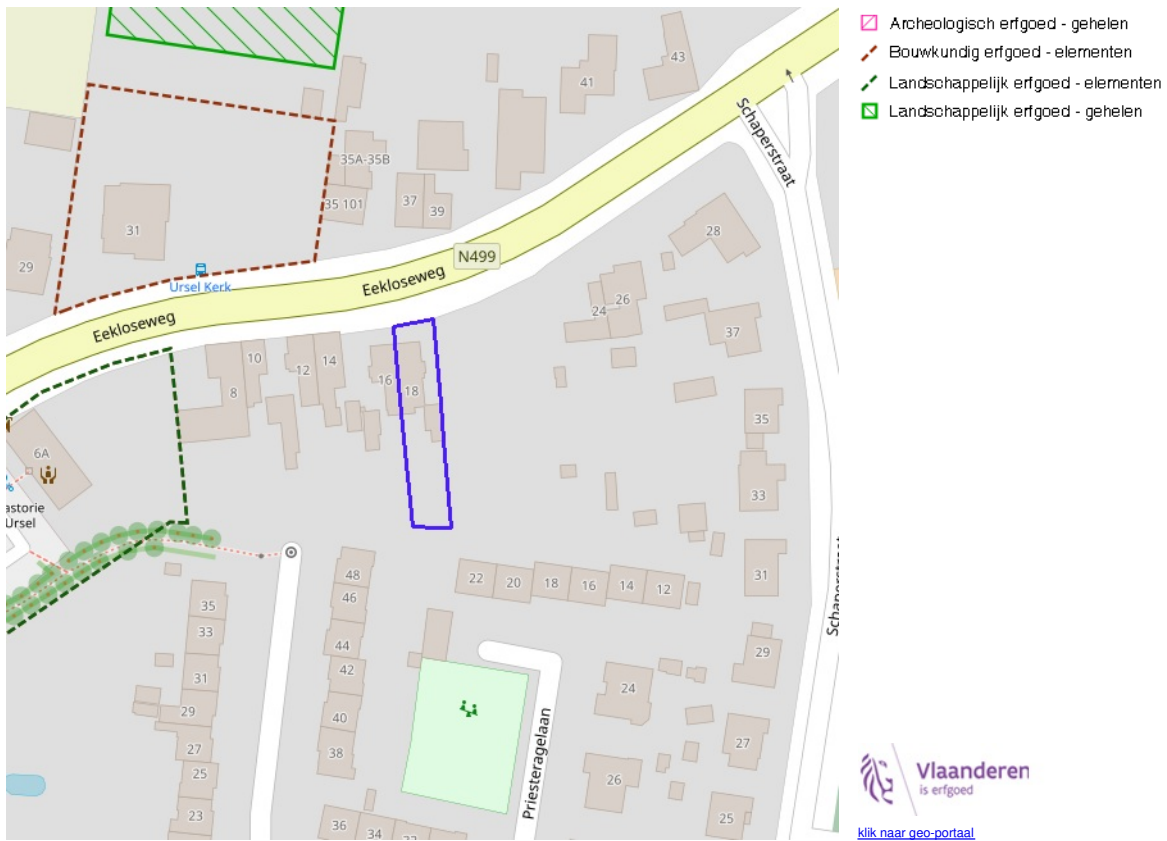 Archeologisch erfgoed - gehelen
Bouwkundig erfgoed - elementen
Landschappelijk erfgoed - elementen
Landschappelijk erfgoed - gehelen
43
41
Schaperstraat
35A-35B
31
35 101
37
39
28
29
N499
Ursel Kerk
Eekloseweg
Eekloseweg
26
24
37
10
14
12
16
18
8
35
6A
33
astorie
Ursel
Schaperstraat
48
22
20
18
16
14
12
31
46
35
33
44
29
42
31
24
29
40
Priesteragelaan
27
38
27
25
26
23
25
36
34
Vlaanderen
is erfgoed
klik naar geo-portaal